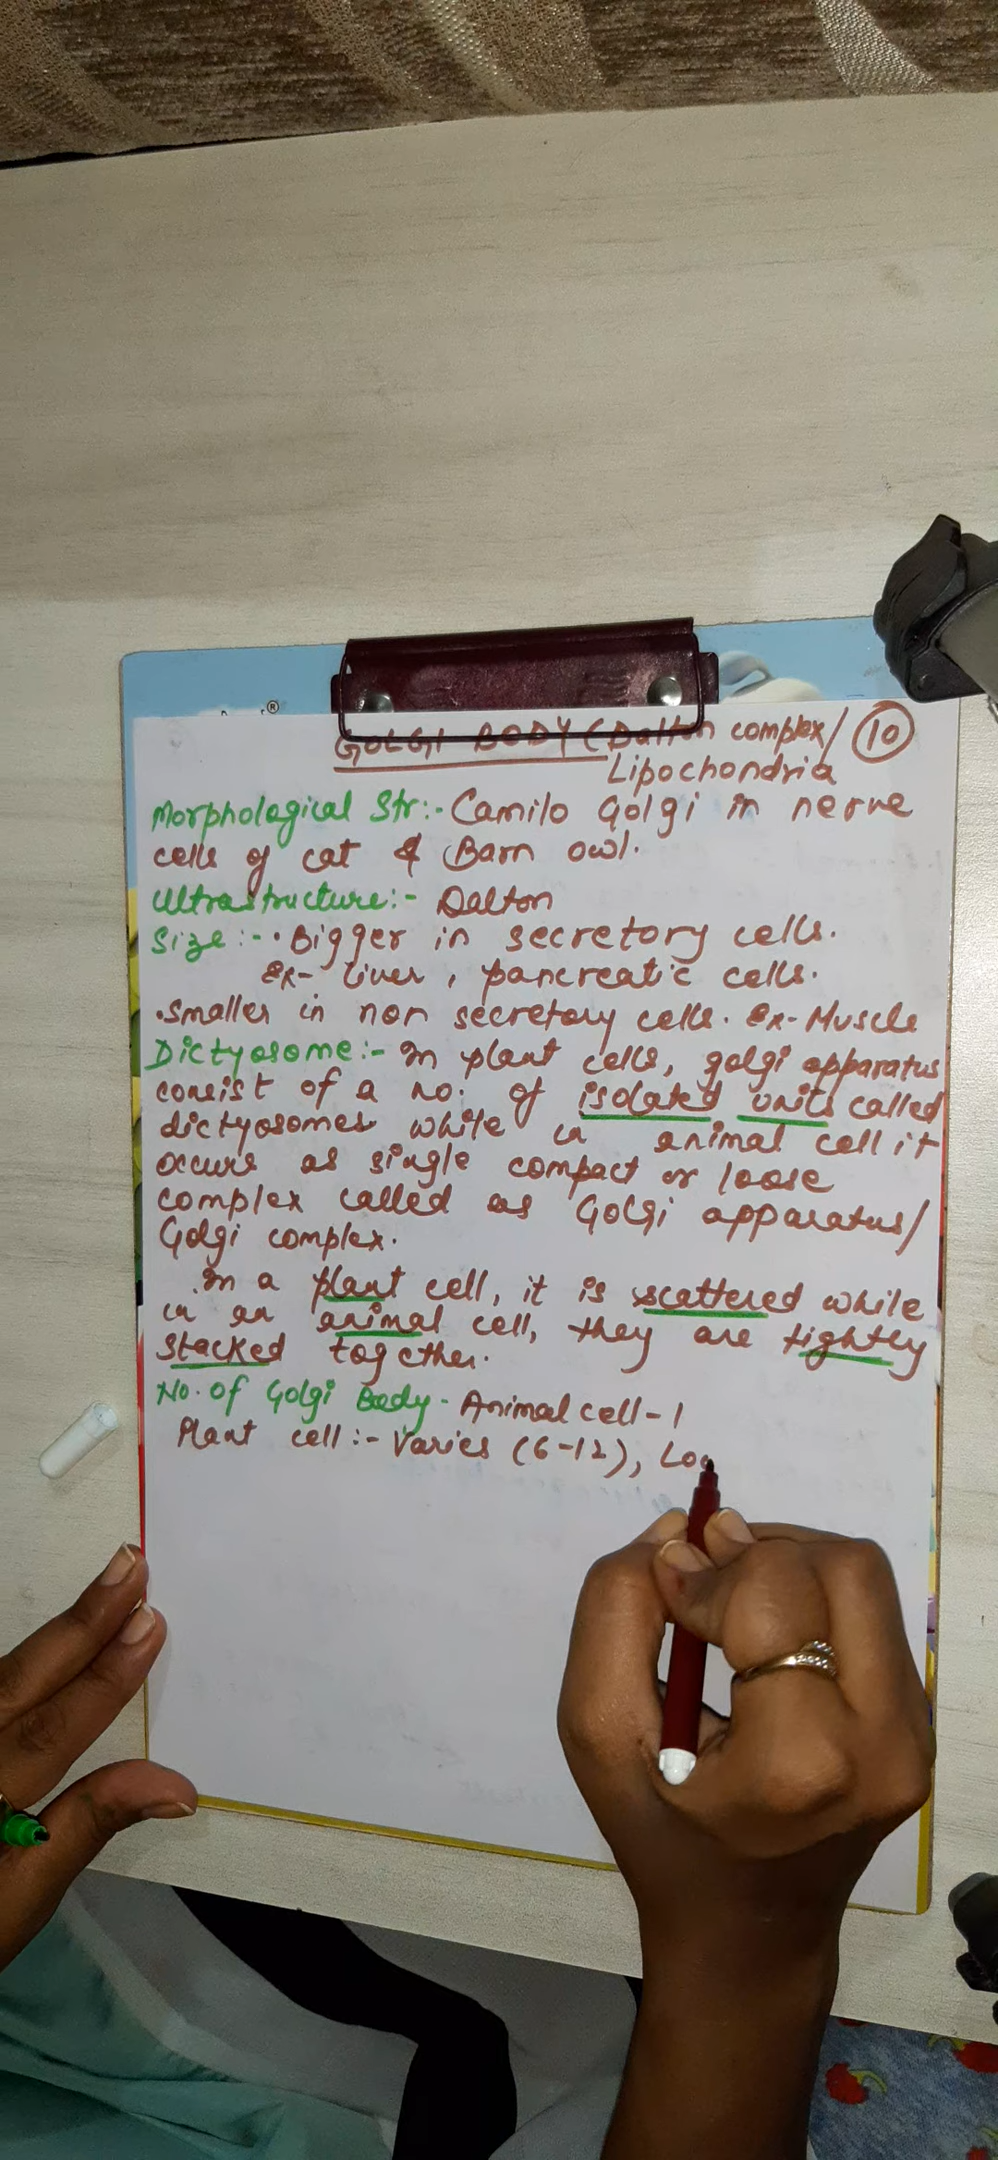 GOLGI BODY (Dalton complex/ 10
Lipochondria
Morphological Str:- Camilo Golgi in nerve
cells of cat & Barn owl.
Ultrastructure:- Dalton
Size:- • Bigger in secretory cells.
Ex- liver, pancreatic cells.
• Smaller in non secretory cells. Ex- Muscle
Dictyosome:- In plant cells, golgi apparatus
consist of a no. of isolated units called
dictyosomes while in animal cell it
occurs as single compact or loose
complex called as Golgi apparatus/
Golgi complex.
In a plant cell, it is scattered while
in an animal cell, they are tightly
stacked together.
No. of Golgi Body - Animal cell - 1
Plant cell:- Varies (6-12),
®